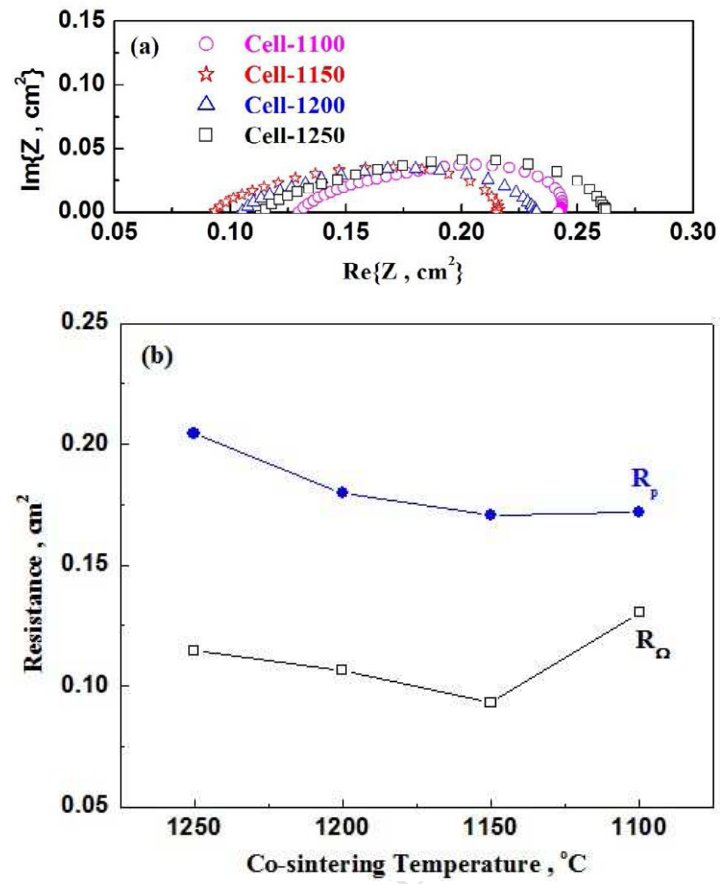 0.15
(a)
Cell-1100
Cell-1150
0.10
Cell-1200
Cell-1250
0.05
0.00
Im{Z , cm²}
0.05 0.10 0.15 0.20 0.25 0.30
Re{Z , cm²}
0.25
(b)
0.20
Rp
0.15
RΩ
0.10
0.05
Resistance , cm²
1250 1200 1150 1100
Co-sintering Temperature , °C